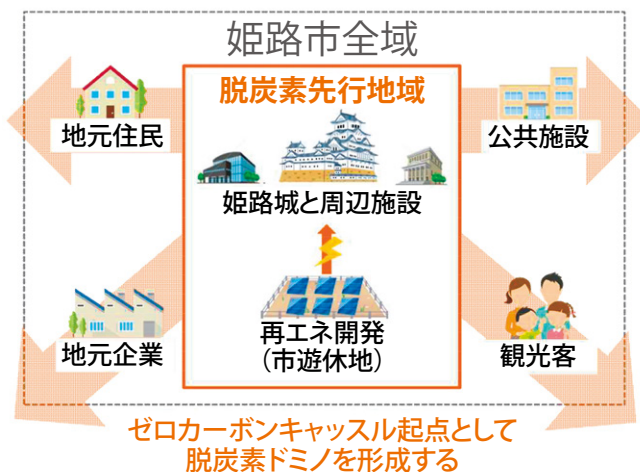 姫路市全域
脱炭素先行地域
地元住民
公共施設
姫路城と周辺施設
再エネ開発
(市遊休地)
地元企業
観光客
ゼロカーボンキャッスル起点として
脱炭素ドミノを形成する